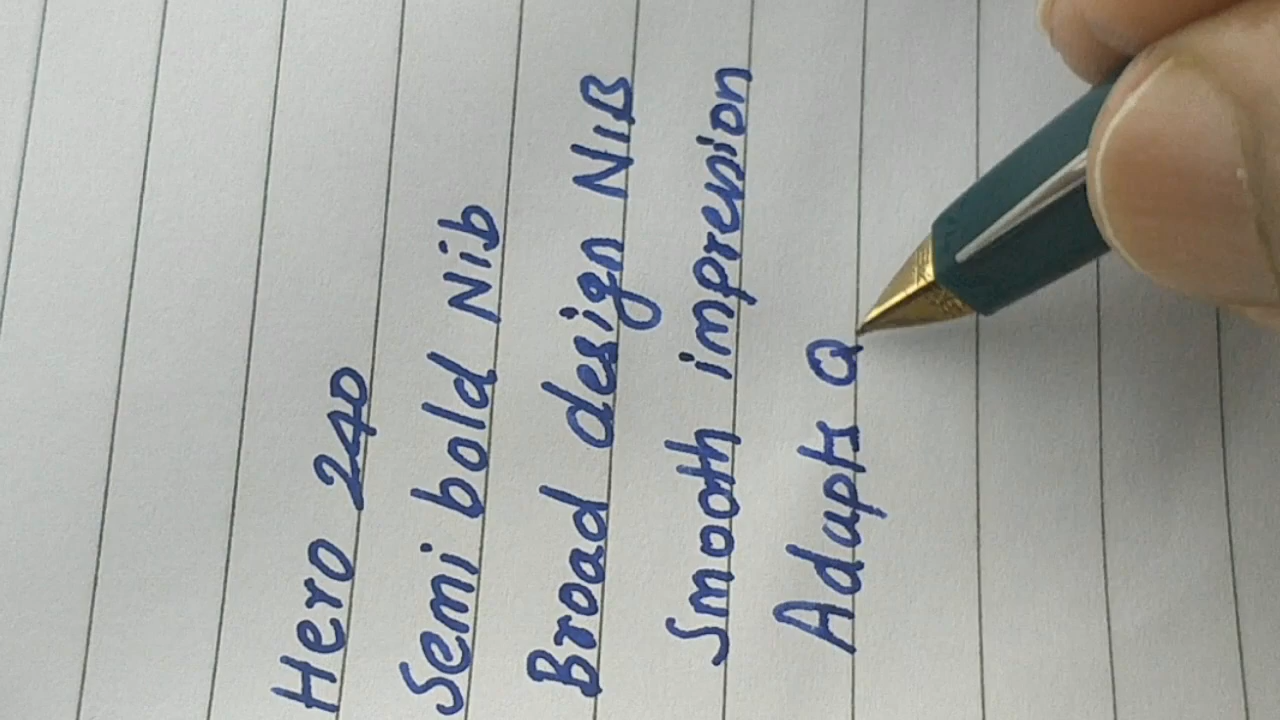 Hero 240
Semi bold Nib
Broad design NIB
Smooth impression
Adapts a